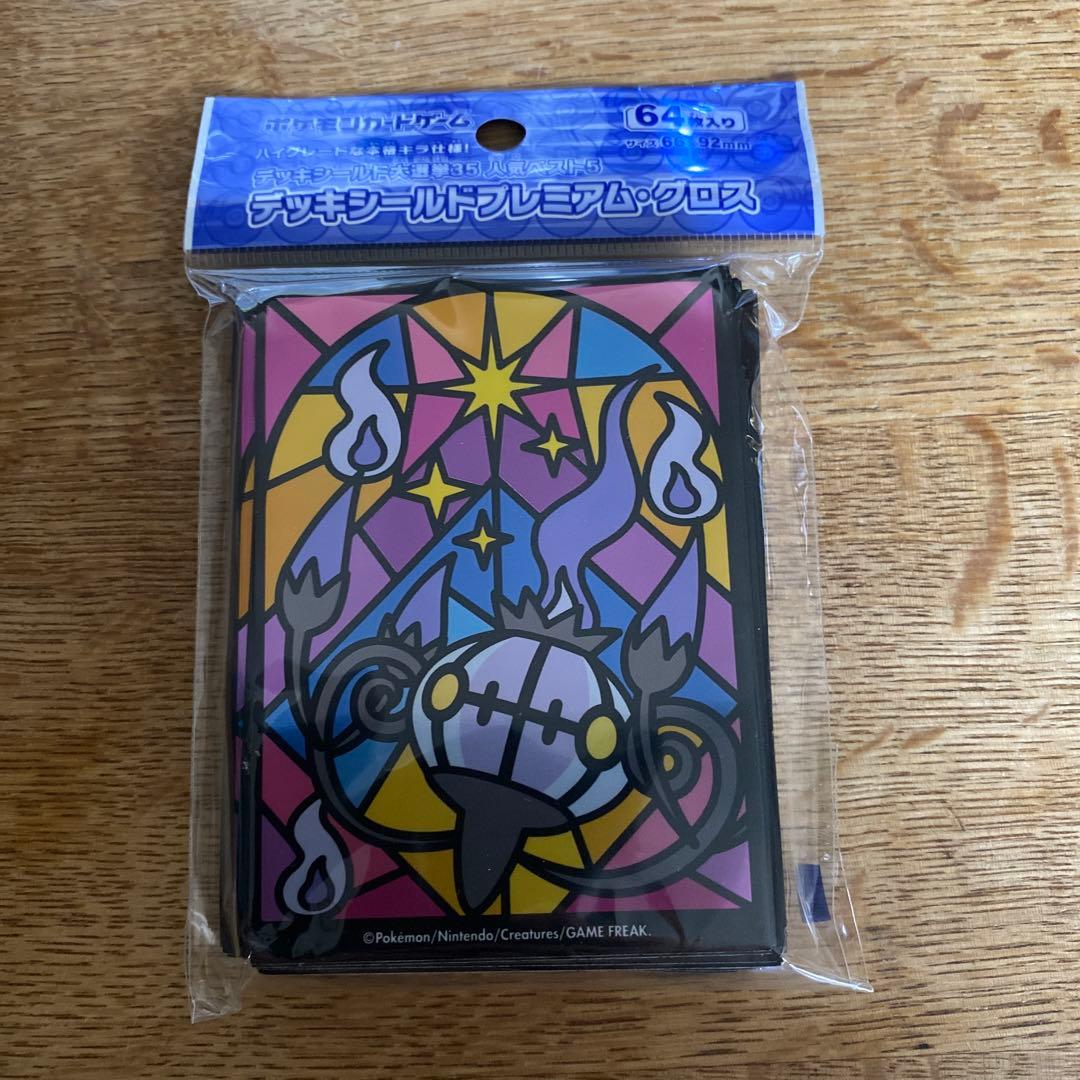 ポケモンカードゲーム
64枚入り
サイズ 66×92mm
ハイグレードな本格キラ仕様!
デッキシールド大選挙35 人気ベスト5
デッキシールドプレミアム・グロス
©Pokémon/Nintendo/Creatures/GAME FREAK.